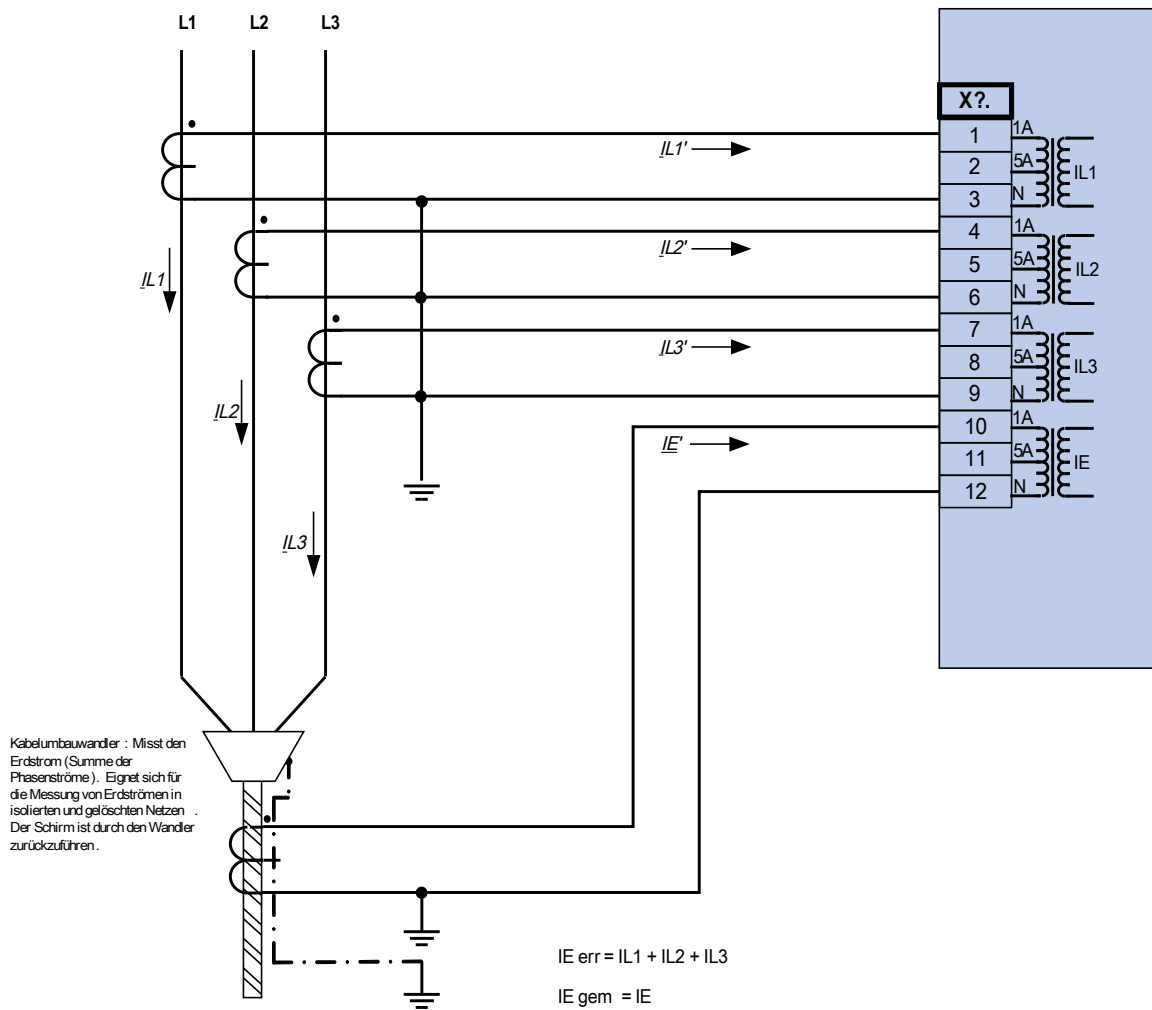 L1 L2 L3
X?.
1 1A
IL1'
2 5A IL1
3 N
4 1A
IL2'
5 5A IL2
6 N
IL1
7 1A
IL3'
8 5A IL3
9 N
IL2
10 1A
IE'
11 5A IE
12 N
IL3
Kabelumbauwandler : Misst den
Erdstrom (Summe der
Phasenströme ). Eignet sich für
die Messung von Erdströmen in
isolierten und gelöschten Netzen .
Der Schirm ist durch den Wandler
zurückzuführen .
IE err = IL1 + IL2 + IL3
IE gem = IE